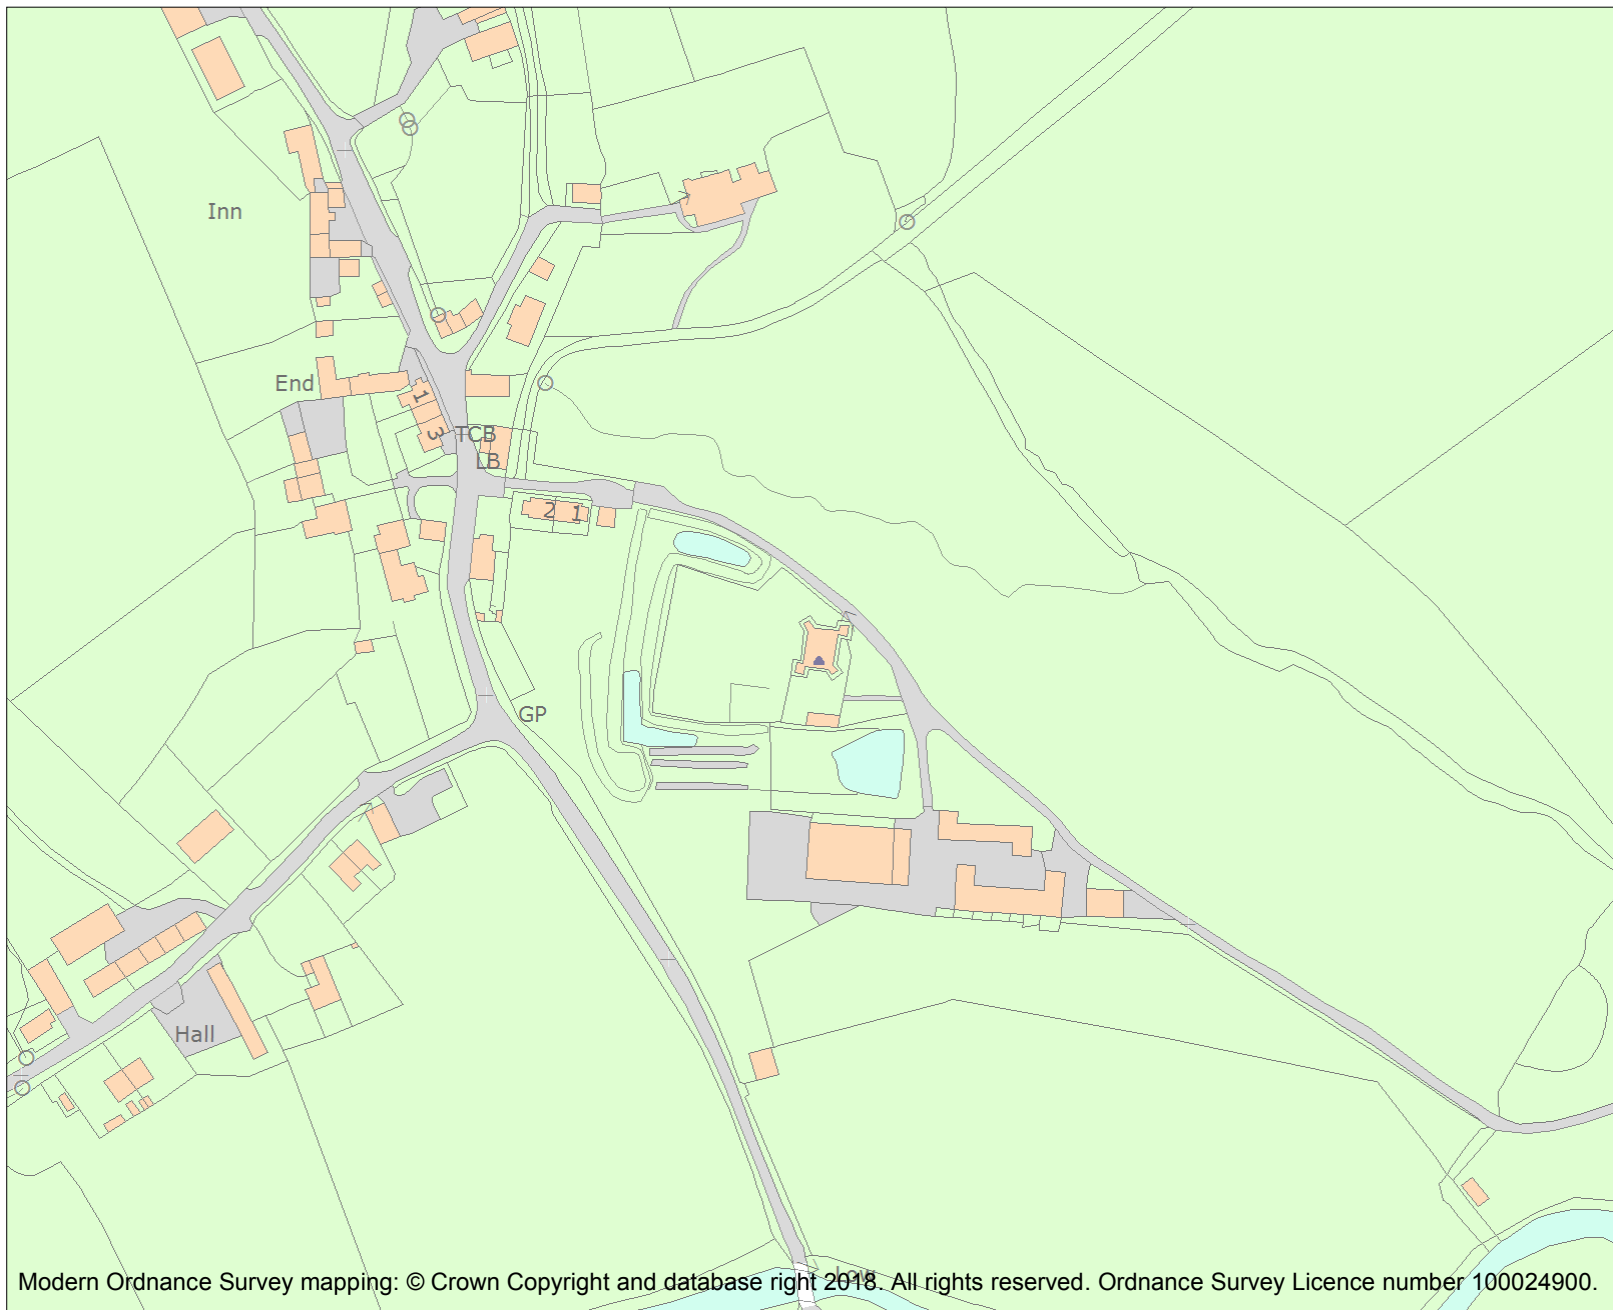 Inn
End
1
3
TCB
LB
2 1
GP
Hall
Low
Modern Ordnance Survey mapping: © Crown Copyright and database right 2018. All rights reserved. Ordnance Survey Licence number 100024900.